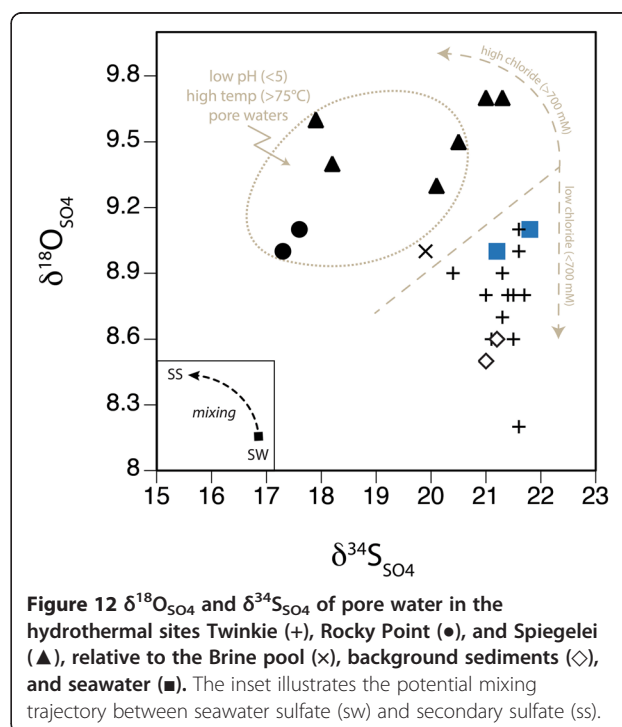 9.8
9.5
9.2
8.9
8.6
8.3
8
δ18OSO4
low pH (<5)
high temp (>75°C)
pore waters
high chloride (>700 mM)
low chloride (<700 mM)
SS
mixing
SW
15 16 17 18 19 20 21 22 23
δ34SSO4
Figure 12 δ18OSO4 and δ34SSO4 of pore water in the
hydrothermal sites Twinkie (+), Rocky Point (●), and Spiegelei
(▲), relative to the Brine pool (×), background sediments (◇),
and seawater (■). The inset illustrates the potential mixing
trajectory between seawater sulfate (sw) and secondary sulfate (ss).